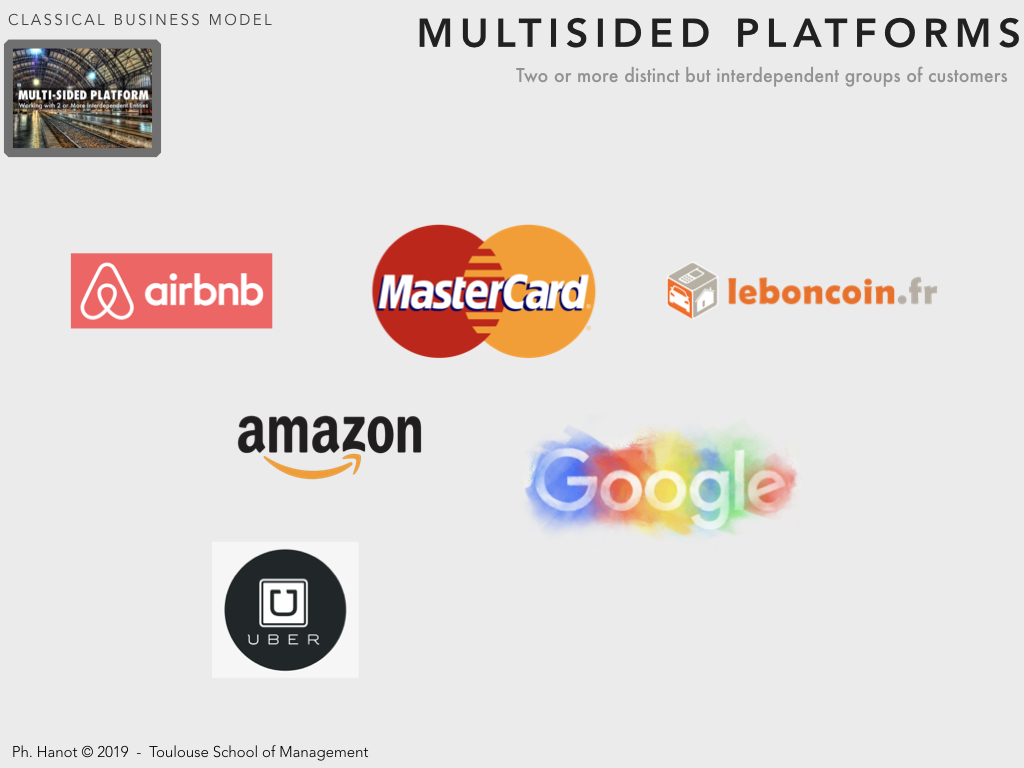 CLASSICAL BUSINESS MODEL
MULTISIDED PLATFORMS
Two or more distinct but interdependent groups of customers
MULTI-SIDED PLATFORM
Working with 2 or More Interdependent Entities
airbnb
MasterCard
leboncoin.fr
amazon
Google
UBER
Ph. Hanot © 2019 - Toulouse School of Management